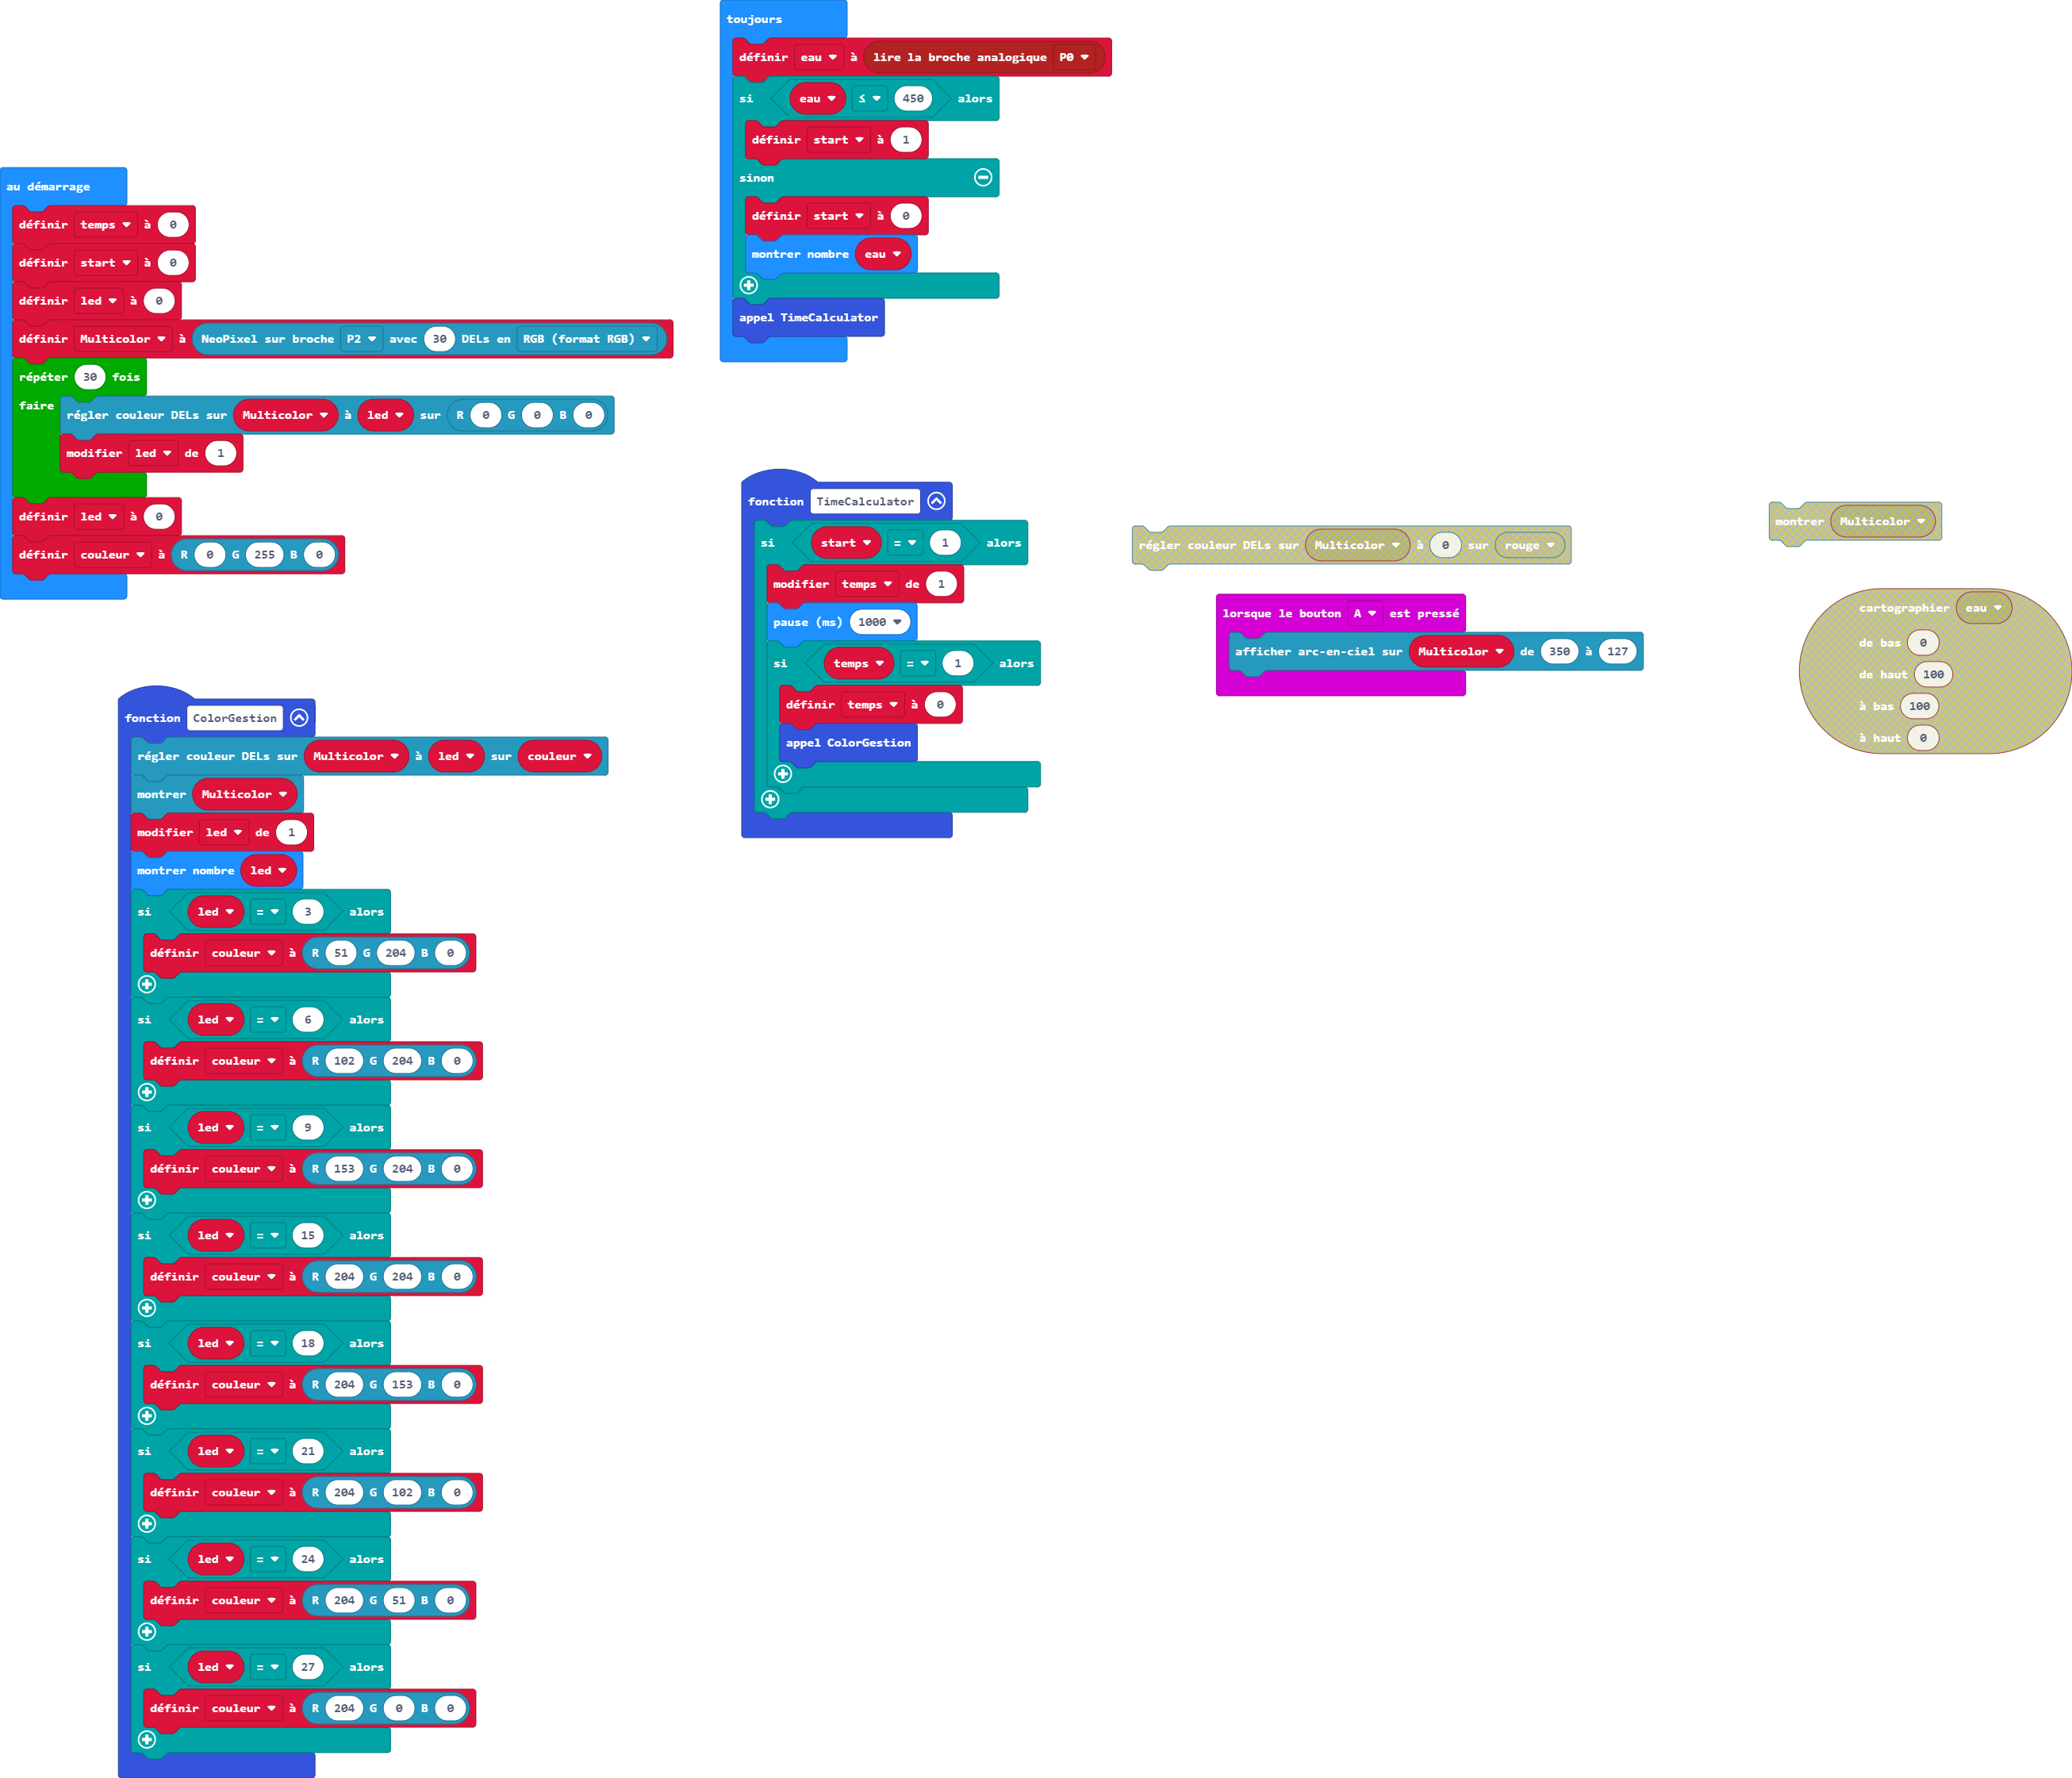 au démarrage
définir temps à 0
définir start à 0
définir led à 0
définir Multicolor à NeoPixel sur broche P2 avec 30 DELs en RGB (format RGB)
répéter 30 fois
faire régler couleur DELs sur Multicolor à led sur R 0 G 0 B 0
modifier led de 1
définir led à 0
définir couleur à R 0 G 255 B 0
toujours
définir eau à lire la broche analogique P0
si eau ≤ 450 alors
définir start à 1
sinon
définir start à 0
montrer nombre eau
appel TimeCalculator
fonction TimeCalculator
si start = 1 alors
modifier temps de 1
pause (ms) 1000
si temps = 1 alors
définir temps à 0
appel ColorGestion
régler couleur DELs sur Multicolor à 0 sur rouge
lorsque le bouton A est pressé
afficher arc-en-ciel sur Multicolor de 350 à 127
montrer Multicolor
cartographier eau
de bas 0
de haut 100
à bas 100
à haut 0
fonction ColorGestion
régler couleur DELs sur Multicolor à led sur couleur
montrer Multicolor
modifier led de 1
montrer nombre led
si led = 3 alors
définir couleur à R 51 G 204 B 0
si led = 6 alors
définir couleur à R 102 G 204 B 0
si led = 9 alors
définir couleur à R 153 G 204 B 0
si led = 15 alors
définir couleur à R 204 G 204 B 0
si led = 18 alors
définir couleur à R 204 G 153 B 0
si led = 21 alors
définir couleur à R 204 G 102 B 0
si led = 24 alors
définir couleur à R 204 G 51 B 0
si led = 27 alors
définir couleur à R 204 G 0 B 0